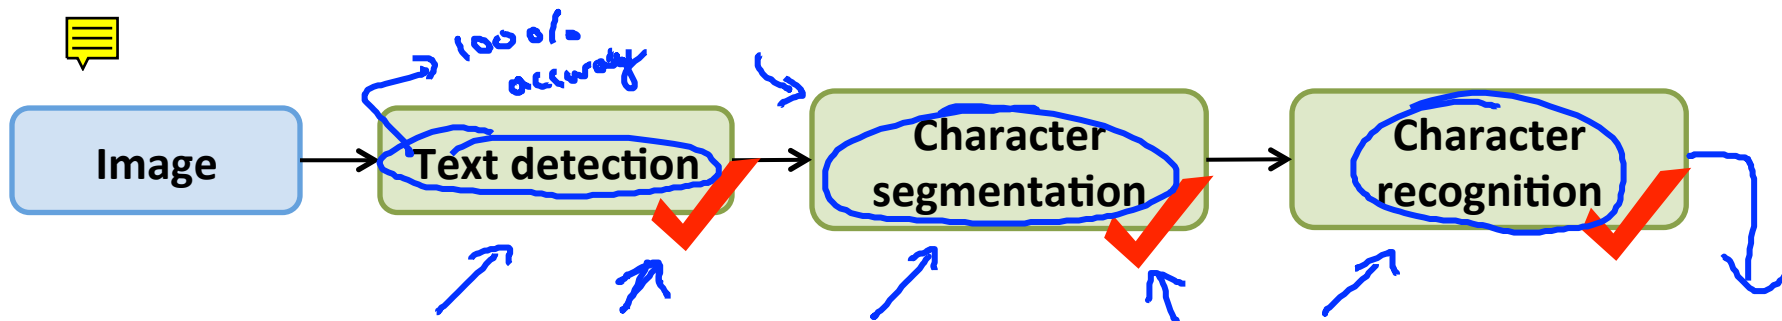 100%
accuracy
Image
Text detection
Character
segmentation
Character
recognition